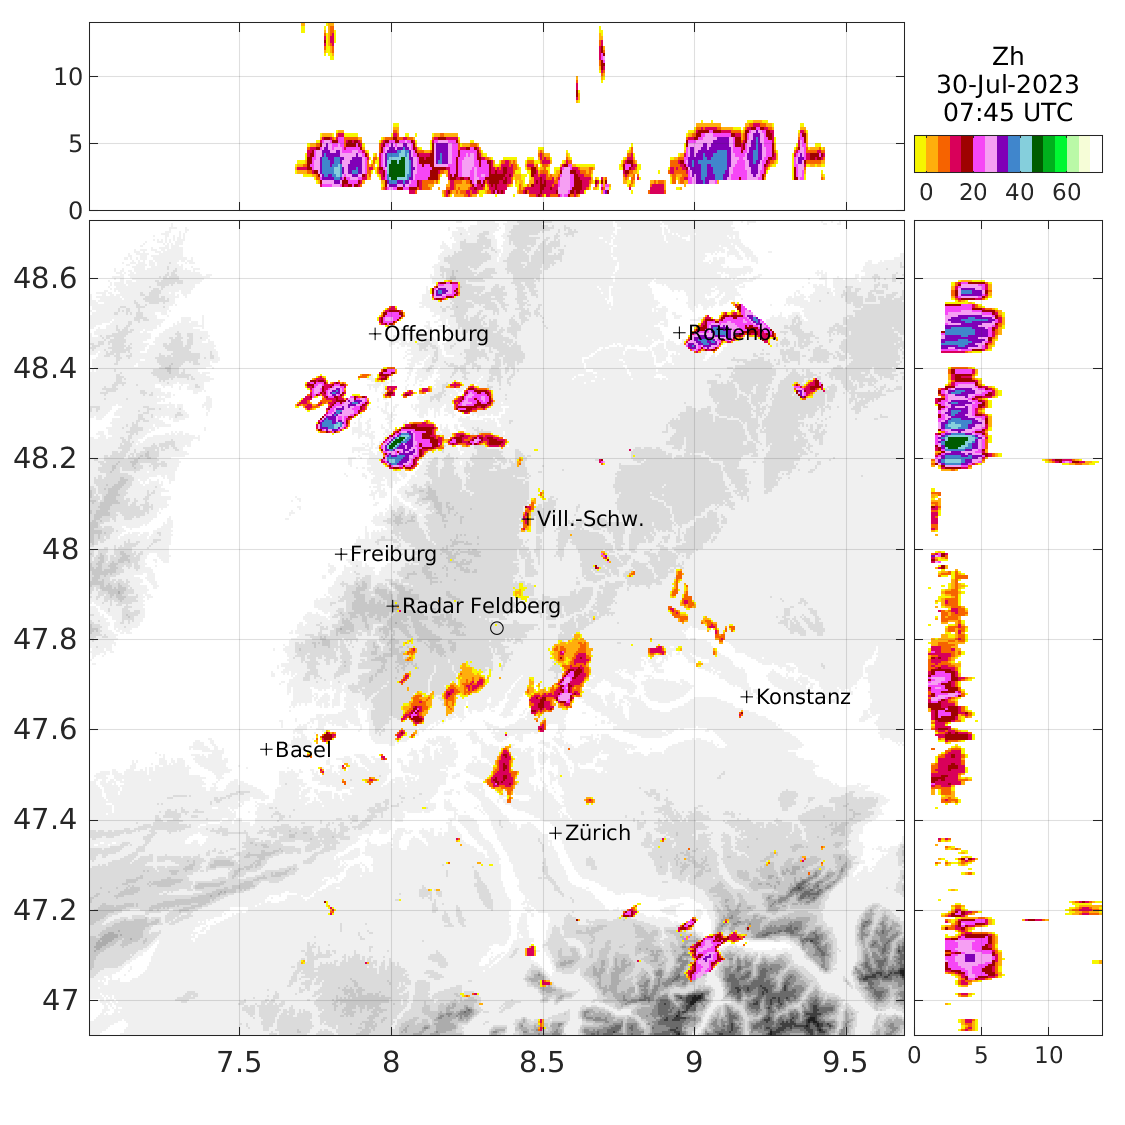 10
5
0
Zh
30-Jul-2023
07:45 UTC
0 20 40 60
48.6
48.4
48.2
48
47.8
47.6
47.4
47.2
47
+Offenburg
+Rottenb.
+Vill.-Schw.
+Freiburg
+Radar Feldberg
+Konstanz
+Basel
+Zürich
7.5 8 8.5 9 9.5
0 5 10